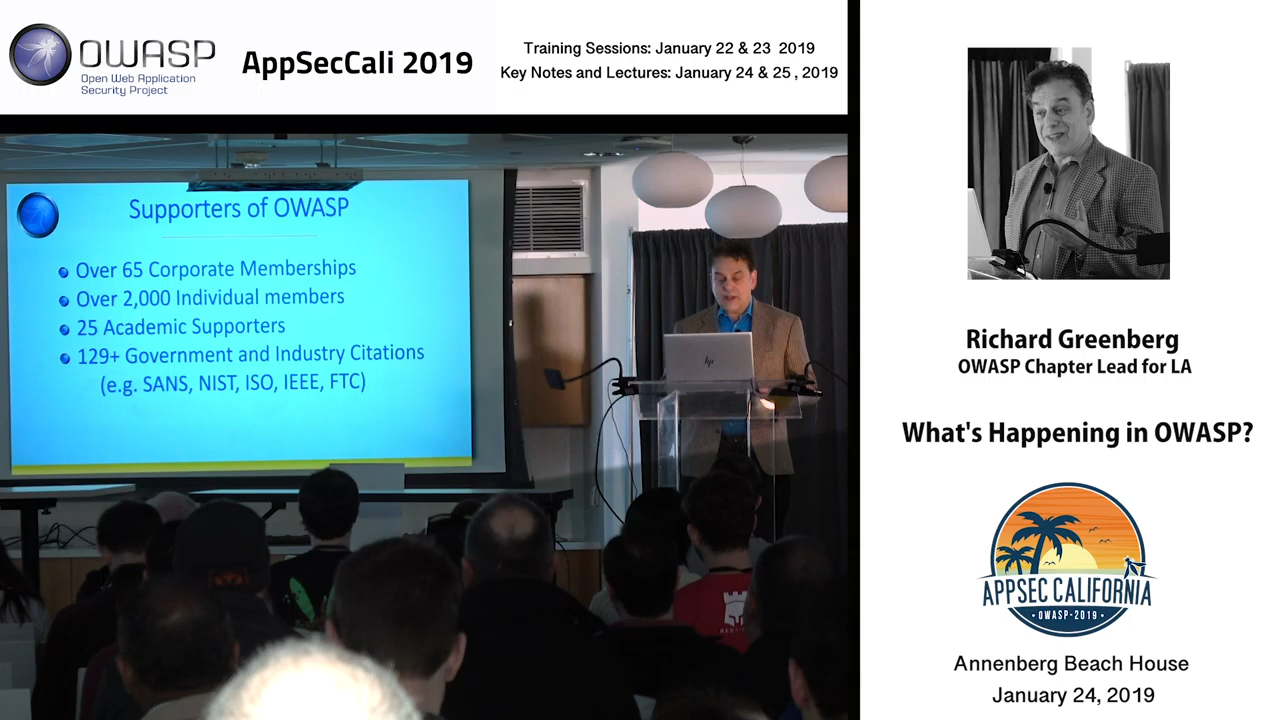 OWASP
Open Web Application
Security Project
AppSecCali 2019
Training Sessions: January 22 & 23 2019
Key Notes and Lectures: January 24 & 25 , 2019
Supporters of OWASP
Over 65 Corporate Memberships
Over 2,000 Individual members
25 Academic Supporters
129+ Government and Industry Citations
(e.g. SANS, NIST, ISO, IEEE, FTC)
hp
Richard Greenberg
OWASP Chapter Lead for LA
What's Happening in OWASP?
APPSEC CALIFORNIA
OWASP-2019
Annenberg Beach House
January 24, 2019